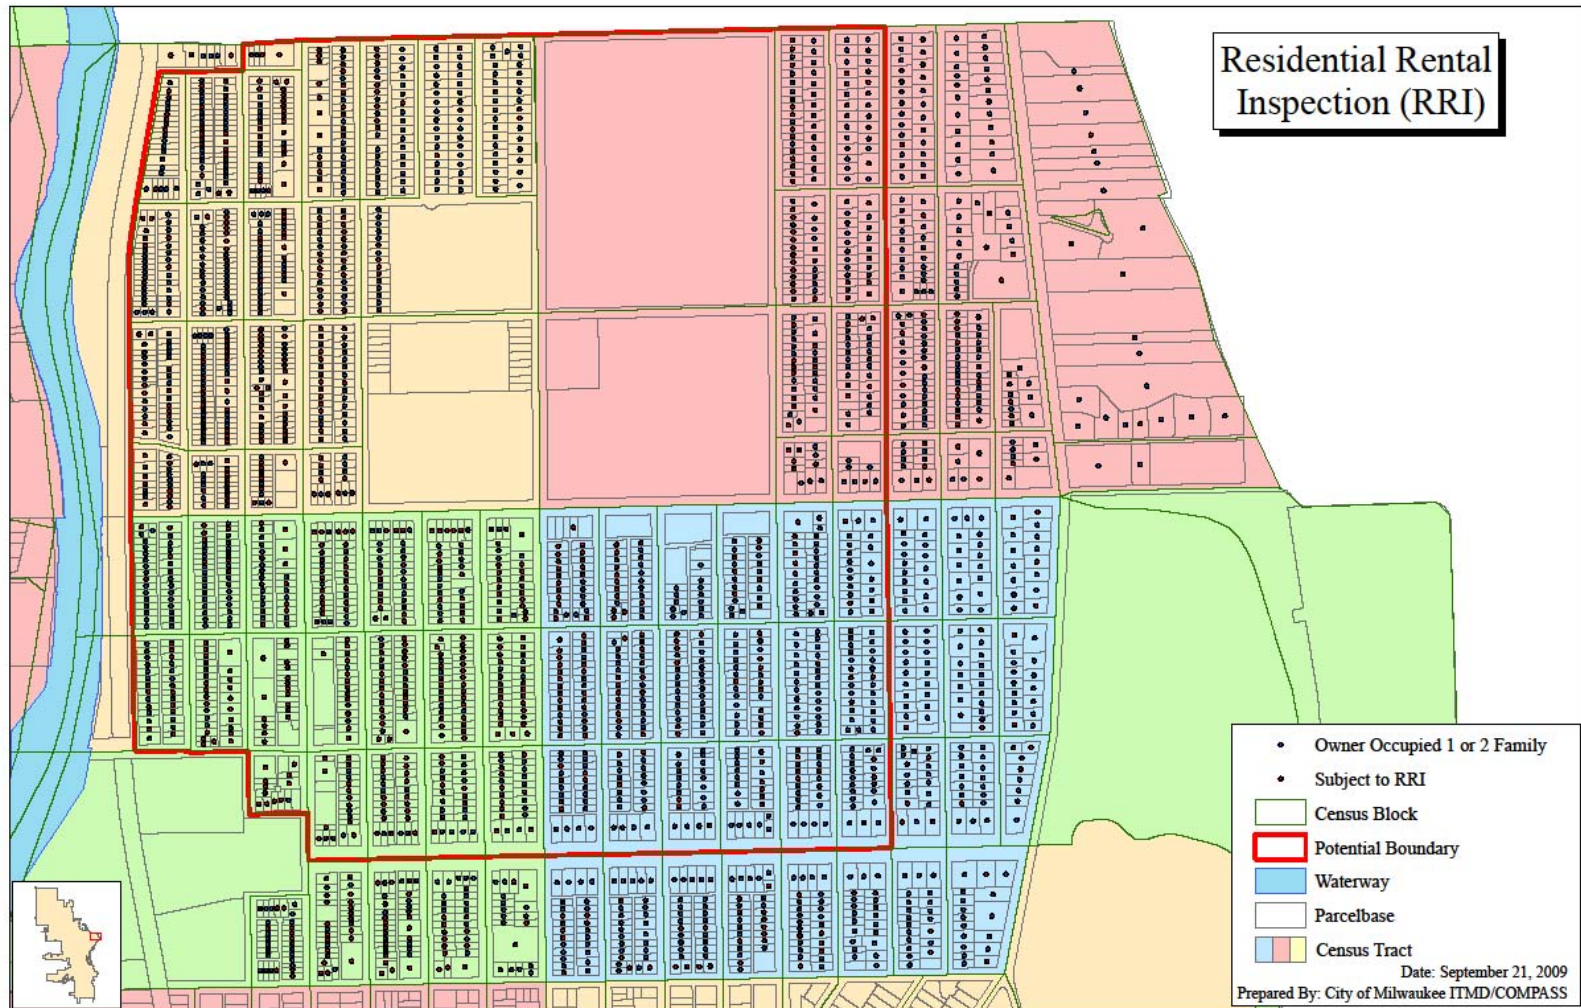 Residential Rental
Inspection (RRI)
Owner Occupied 1 or 2 Family
Subject to RRI
Census Block
Potential Boundary
Waterway
Parcelbase
Census Tract
Date: September 21, 2009
Prepared By: City of Milwaukee ITMD/COMPASS